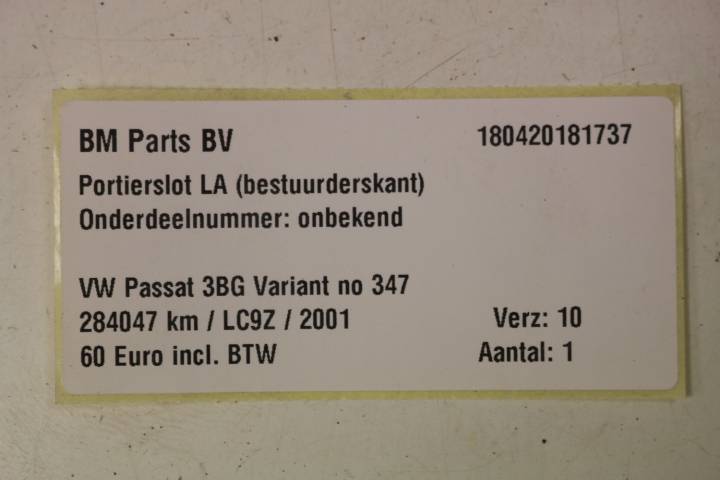 BM Parts BV 180420181737
Portierslot LA (bestuurderskant)
Onderdeelnummer: onbekend
VW Passat 3BG Variant no 347
284047 km / LC9Z / 2001 Verz: 10
60 Euro incl. BTW Aantal: 1